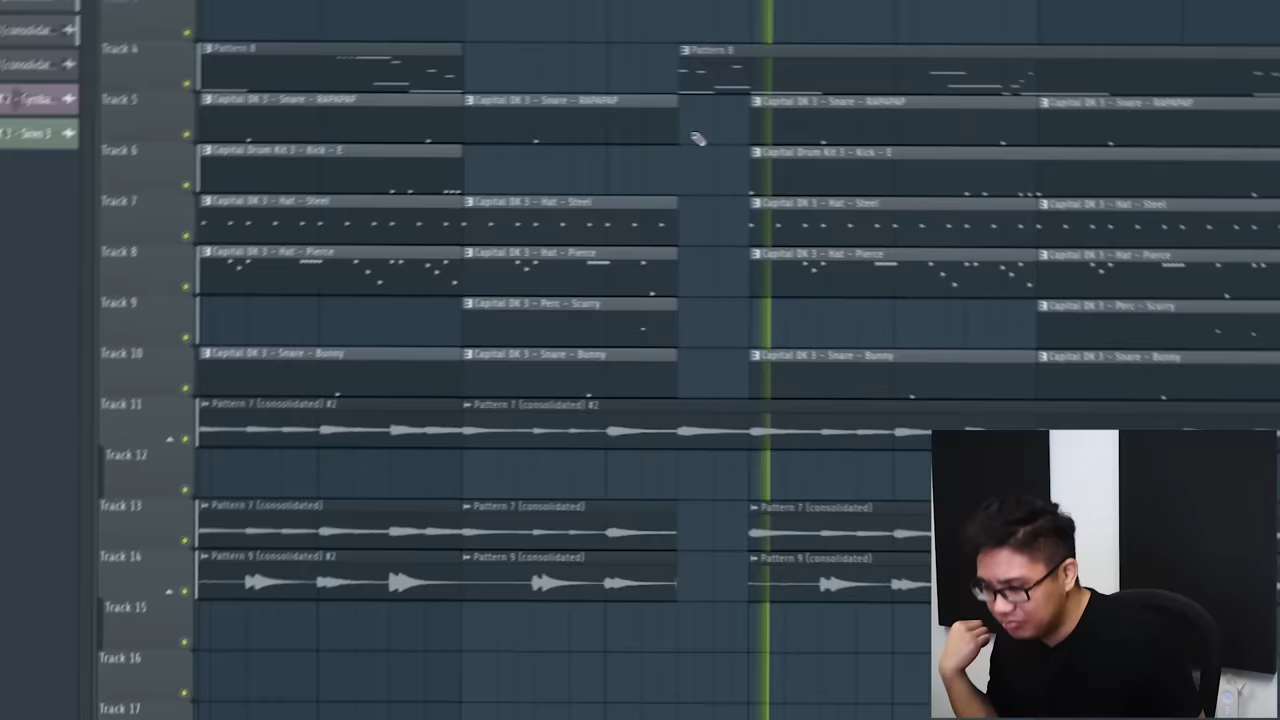 (consolidat...
(consolidat...
Track 4
Pattern 8
Pattern 8
Track 5
Capital DK 3 - Snare - RAPAPAP
Capital DK 3 - Snare - RAPAPAP
Capital DK 3 - Snare - RAPAPAP
Capital DK 3 - Snare - RAPAPAP
Track 6
Capital Drum Kit 3 - Kick - E
Capital Drum Kit 3 - Kick - E
Track 7
Capital DK 3 - Hat - Steel
Capital DK 3 - Hat - Steel
Capital DK 3 - Hat - Steel
Capital DK 3 - Hat - Steel
Track 8
Capital DK 3 - Hat - Pierce
Capital DK 3 - Hat - Pierce
Capital DK 3 - Hat - Pierce
Capital DK 3 - Hat - Pierce
Track 9
Capital DK 3 - Perc - Scurry
Capital DK 3 - Perc - Scurry
Track 10
Capital DK 3 - Snare - Bunny
Capital DK 3 - Snare - Bunny
Capital DK 3 - Snare - Bunny
Capital DK 3 - Snare - Bunny
Track 11
Pattern 7 (consolidated) #2
Pattern 7 (consolidated) #2
Track 12
Track 13
Pattern 7 (consolidated)
Pattern 7 (consolidated)
Pattern 7 (consolidated)
Track 14
Pattern 9 (consolidated) #2
Pattern 9 (consolidated)
Pattern 9 (consolidated)
Track 15
Track 16
Track 17